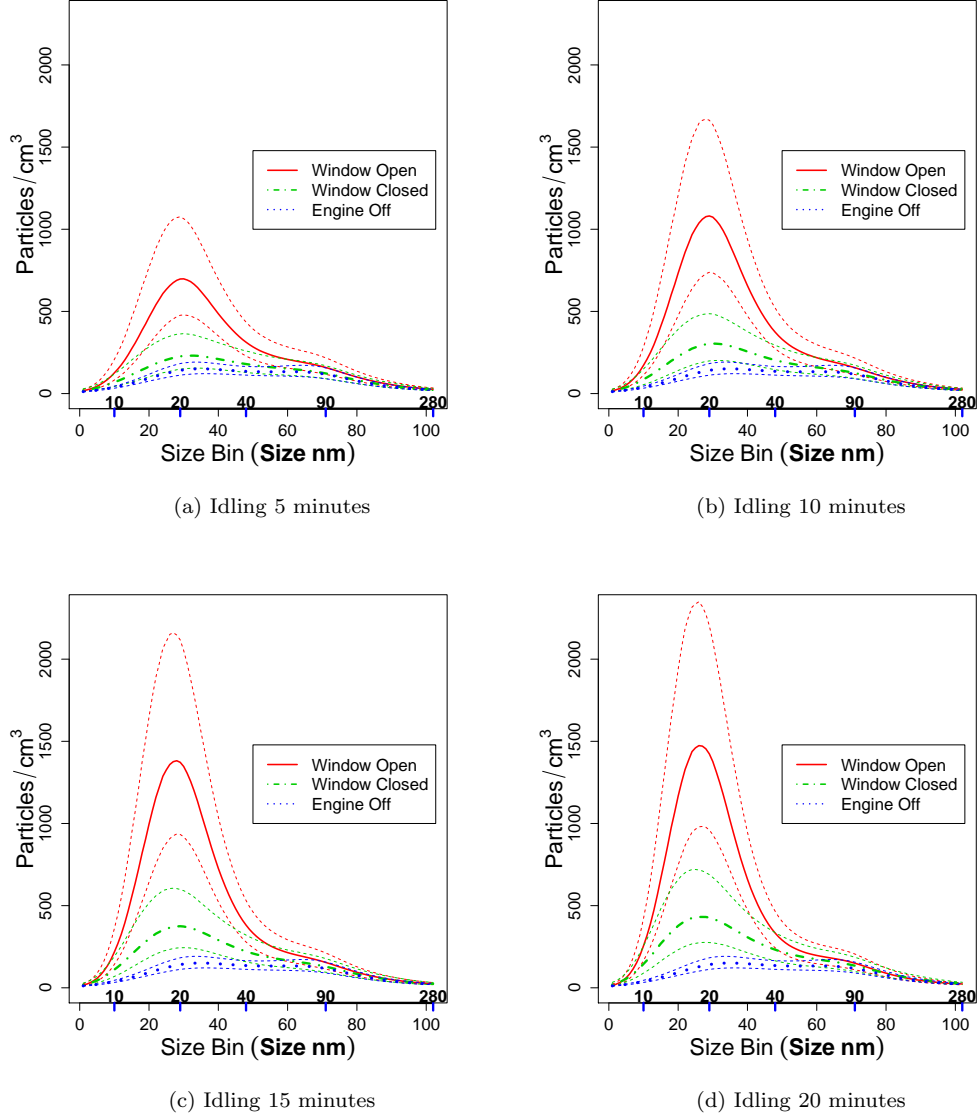 2000
1500
1000
500
0
Particles/cm³
Window Open
Window Closed
Engine Off
10 20 40 90 280
0 20 40 60 80 100
Size Bin (Size nm)
(a) Idling 5 minutes
2000
1500
1000
500
0
Particles/cm³
Window Open
Window Closed
Engine Off
10 20 40 90 280
0 20 40 60 80 100
Size Bin (Size nm)
(b) Idling 10 minutes
2000
1500
1000
500
0
Particles/cm³
Window Open
Window Closed
Engine Off
10 20 40 90 280
0 20 40 60 80 100
Size Bin (Size nm)
(c) Idling 15 minutes
2000
1500
1000
500
0
Particles/cm³
Window Open
Window Closed
Engine Off
10 20 40 90 280
0 20 40 60 80 100
Size Bin (Size nm)
(d) Idling 20 minutes